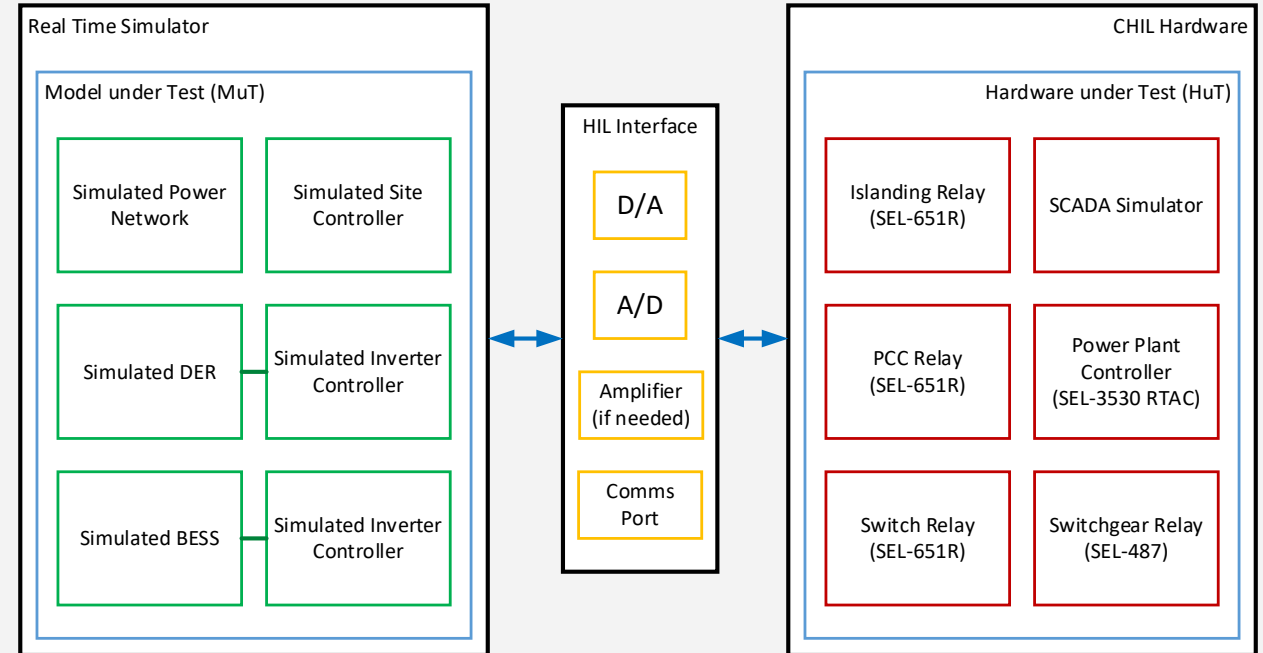 Real Time Simulator
Model under Test (MuT)
Simulated Power
Network
Simulated Site
Controller
Simulated DER
Simulated Inverter
Controller
Simulated BESS
Simulated Inverter
Controller
HIL Interface
D/A
A/D
Amplifier
(if needed)
Comms
Port
CHIL Hardware
Hardware under Test (HuT)
Islanding Relay
(SEL-651R)
SCADA Simulator
PCC Relay
(SEL-651R)
Power Plant
Controller
(SEL-3530 RTAC)
Switch Relay
(SEL-651R)
Switchgear Relay
(SEL-487)